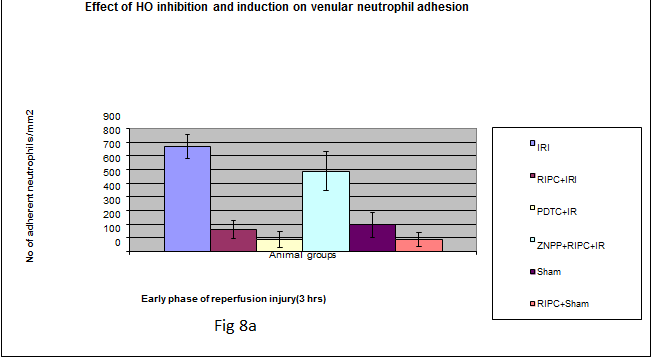 Effect of HO inhibition and induction on venular neutrophil adhesion
No of adherent neutrophils/mm2
900
800
700
600
500
400
300
200
100
0
Animal groups
Early phase of reperfusion injury(3 hrs)
IRI
RIPC+IRI
PDTC+IR
ZNPP+RIPC+IR
Sham
RIPC+Sham
Fig 8a